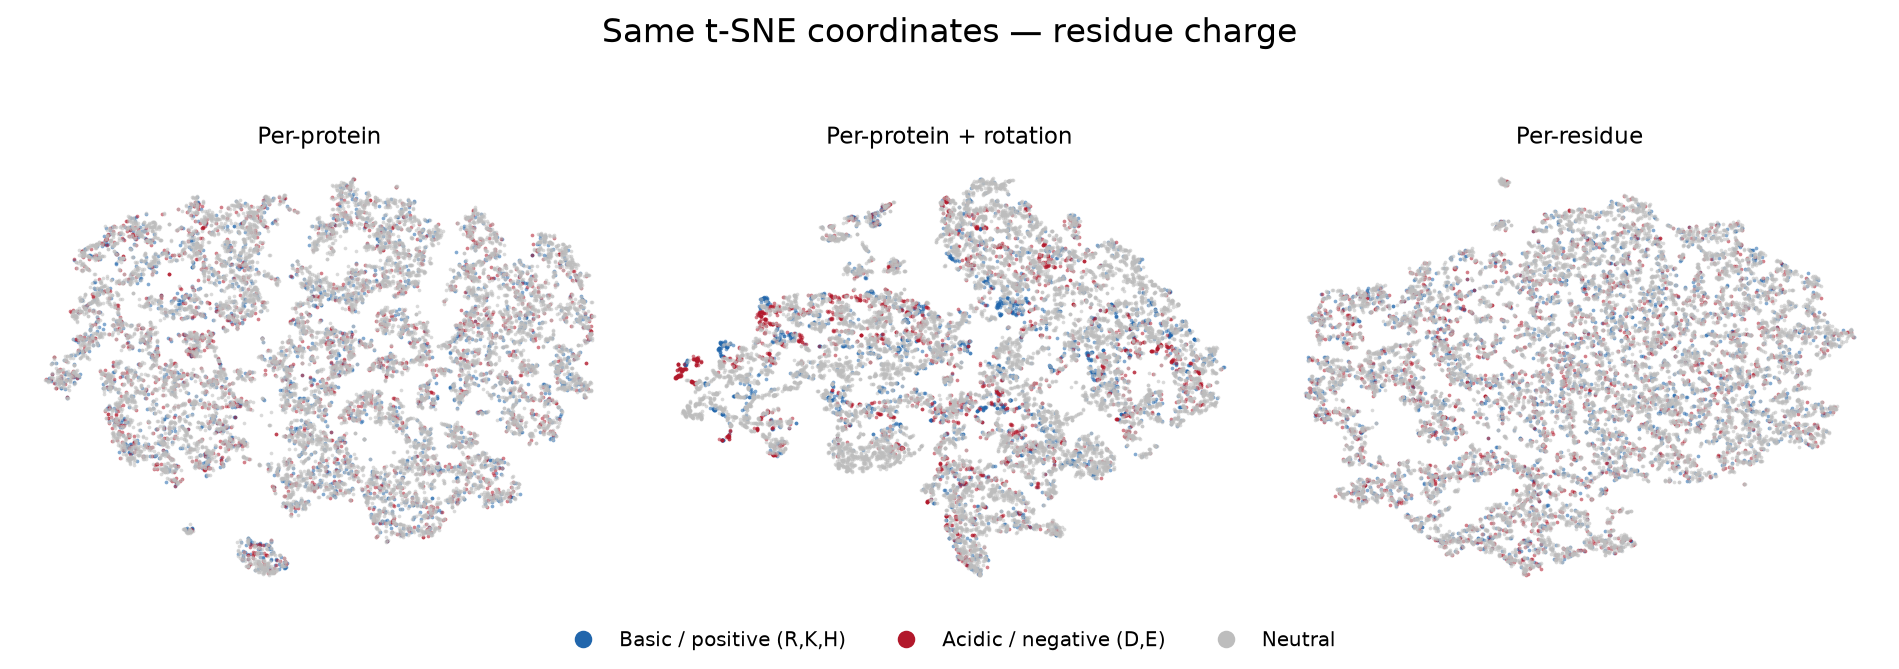 Same t-SNE coordinates — residue charge
Per-protein
Per-protein + rotation
Per-residue
Basic / positive (R,K,H)
Acidic / negative (D,E)
Neutral